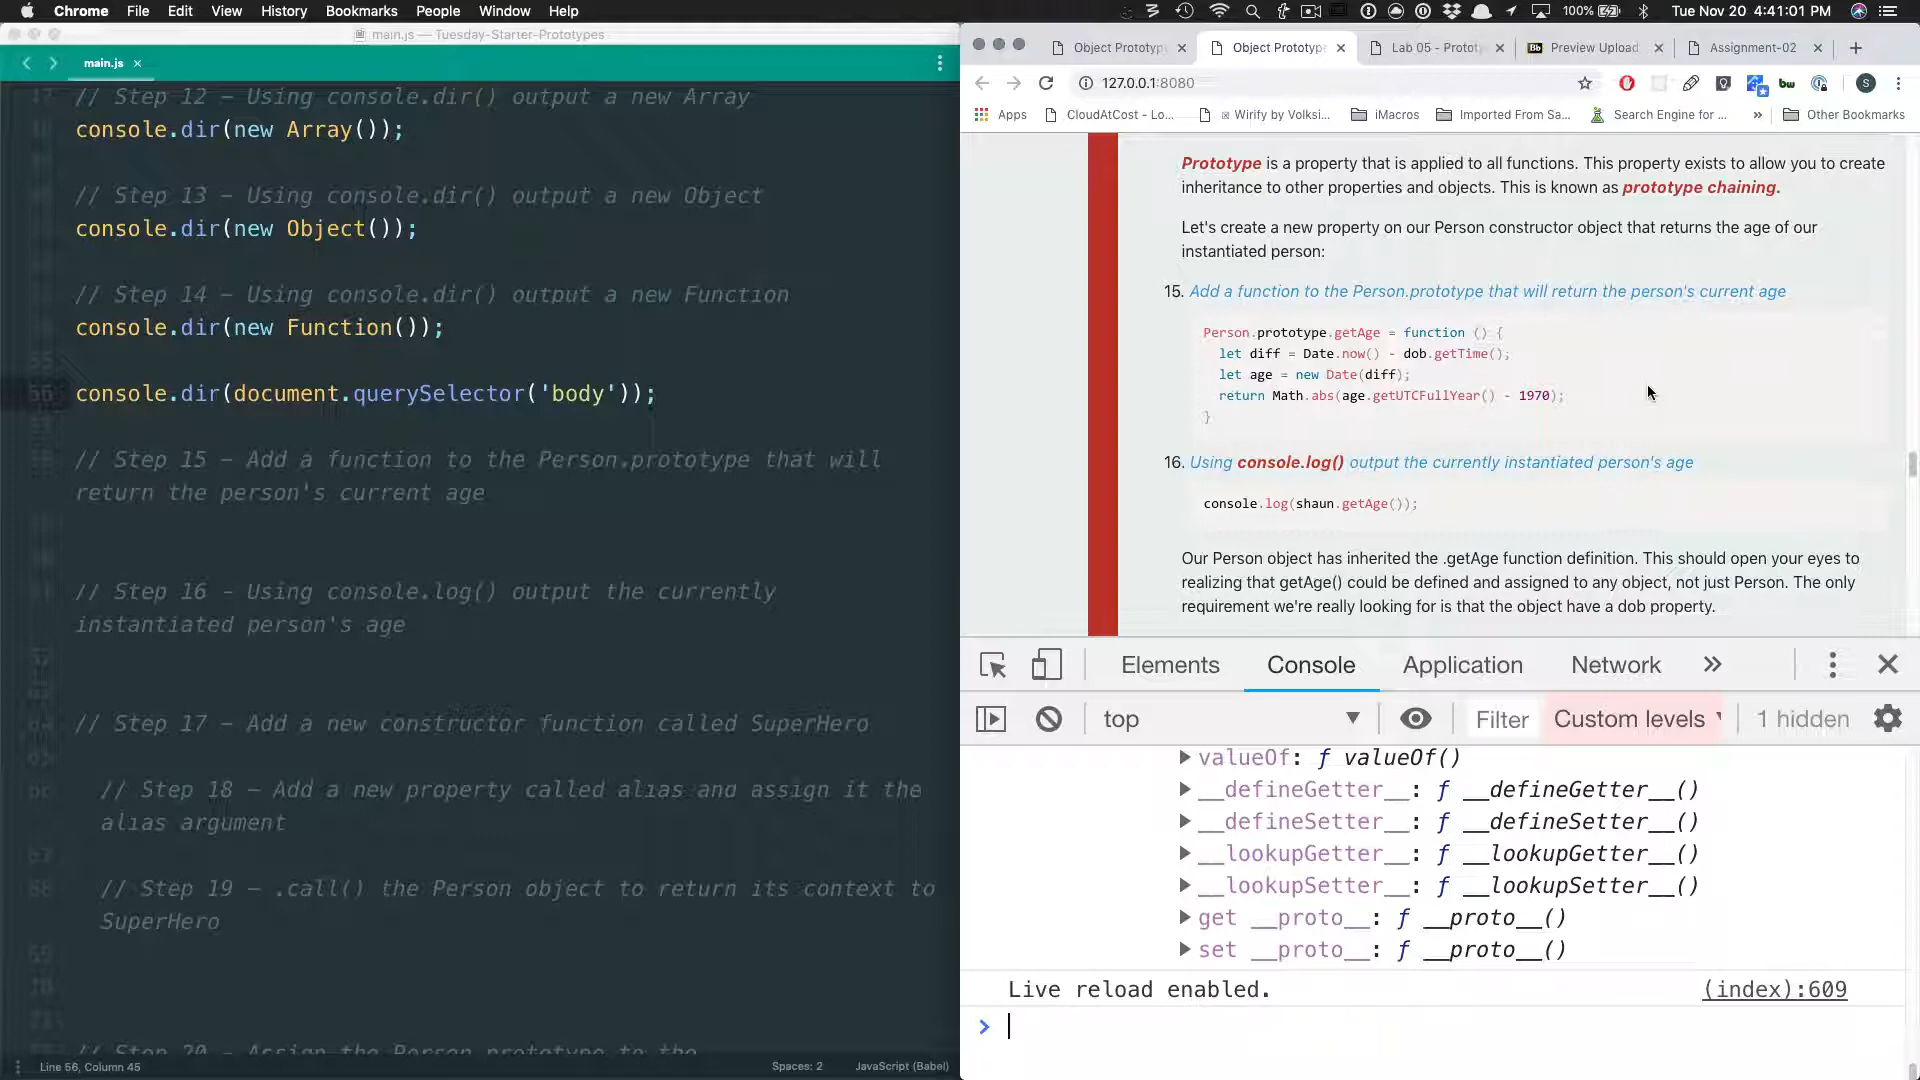 Chrome File Edit View History Bookmarks People Window Help
100% Tue Nov 20 4:41:01 PM
main.js — Tuesday-Starter-Prototypes
main.js ×
// Step 12 – Using console.dir() output a new Array
console.dir(new Array());
// Step 13 – Using console.dir() output a new Object
console.dir(new Object());
// Step 14 – Using console.dir() output a new Function
console.dir(new Function());
55
56 console.dir(document.querySelector('body'));
// Step 15 – Add a function to the Person.prototype that will
return the person's current age
// Step 16 - Using console.log() output the currently
instantiated person's age
// Step 17 – Add a new constructor function called SuperHero
// Step 18 – Add a new property called alias and assign it the
alias argument
// Step 19 – .call() the Person object to return its context to
SuperHero
// Step 20 - Assign the Person prototype to the
Line 56, Column 45
Spaces: 2
JavaScript (Babel)
Object Prototyp ×
Object Prototype ×
Lab 05 - Protot ×
Bb Preview Upload ×
Assignment-02 ×
127.0.0.1:8080
bw
S
Apps
CloudAtCost - Lo...
Wirify by Volksi...
iMacros
Imported From Sa...
Search Engine for ...
»
Other Bookmarks
Prototype is a property that is applied to all functions. This property exists to allow you to create
inheritance to other properties and objects. This is known as prototype chaining.
Let's create a new property on our Person constructor object that returns the age of our
instantiated person:
15. Add a function to the Person.prototype that will return the person's current age
Person.prototype.getAge = function () {
let diff = Date.now() - dob.getTime();
let age = new Date(diff);
return Math.abs(age.getUTCFullYear() - 1970);
}
16. Using console.log() output the currently instantiated person's age
console.log(shaun.getAge());
Our Person object has inherited the .getAge function definition. This should open your eyes to
realizing that getAge() could be defined and assigned to any object, not just Person. The only
requirement we're really looking for is that the object have a dob property.
Elements Console Application Network »
top
Filter
Custom levels
1 hidden
valueOf: ƒ valueOf()
__defineGetter__: ƒ __defineGetter__()
__defineSetter__: ƒ __defineSetter__()
__lookupGetter__: ƒ __lookupGetter__()
__lookupSetter__: ƒ __lookupSetter__()
get __proto__: ƒ __proto__()
set __proto__: ƒ __proto__()
Live reload enabled.
(index):609
>